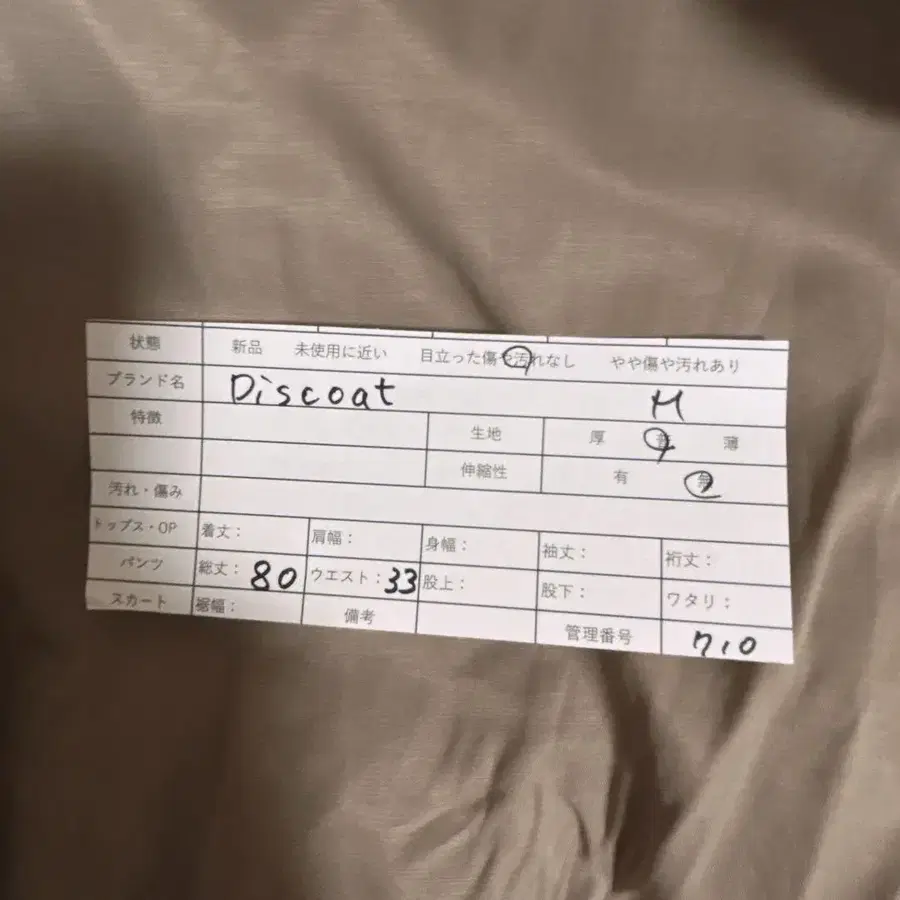 状態 新品 未使用に近い 目立った傷や汚れなし やや傷や汚れあり
ブランド名 Discoat M
特徴 生地 厚 普 薄
伸縮性 有 無
汚れ・傷み
トップス・OP 着丈： 肩幅： 身幅： 袖丈： 裄丈：
パンツ 総丈：80 ウエスト：33 股上： 股下： ワタリ：
スカート 裾幅： 備考 管理番号 710